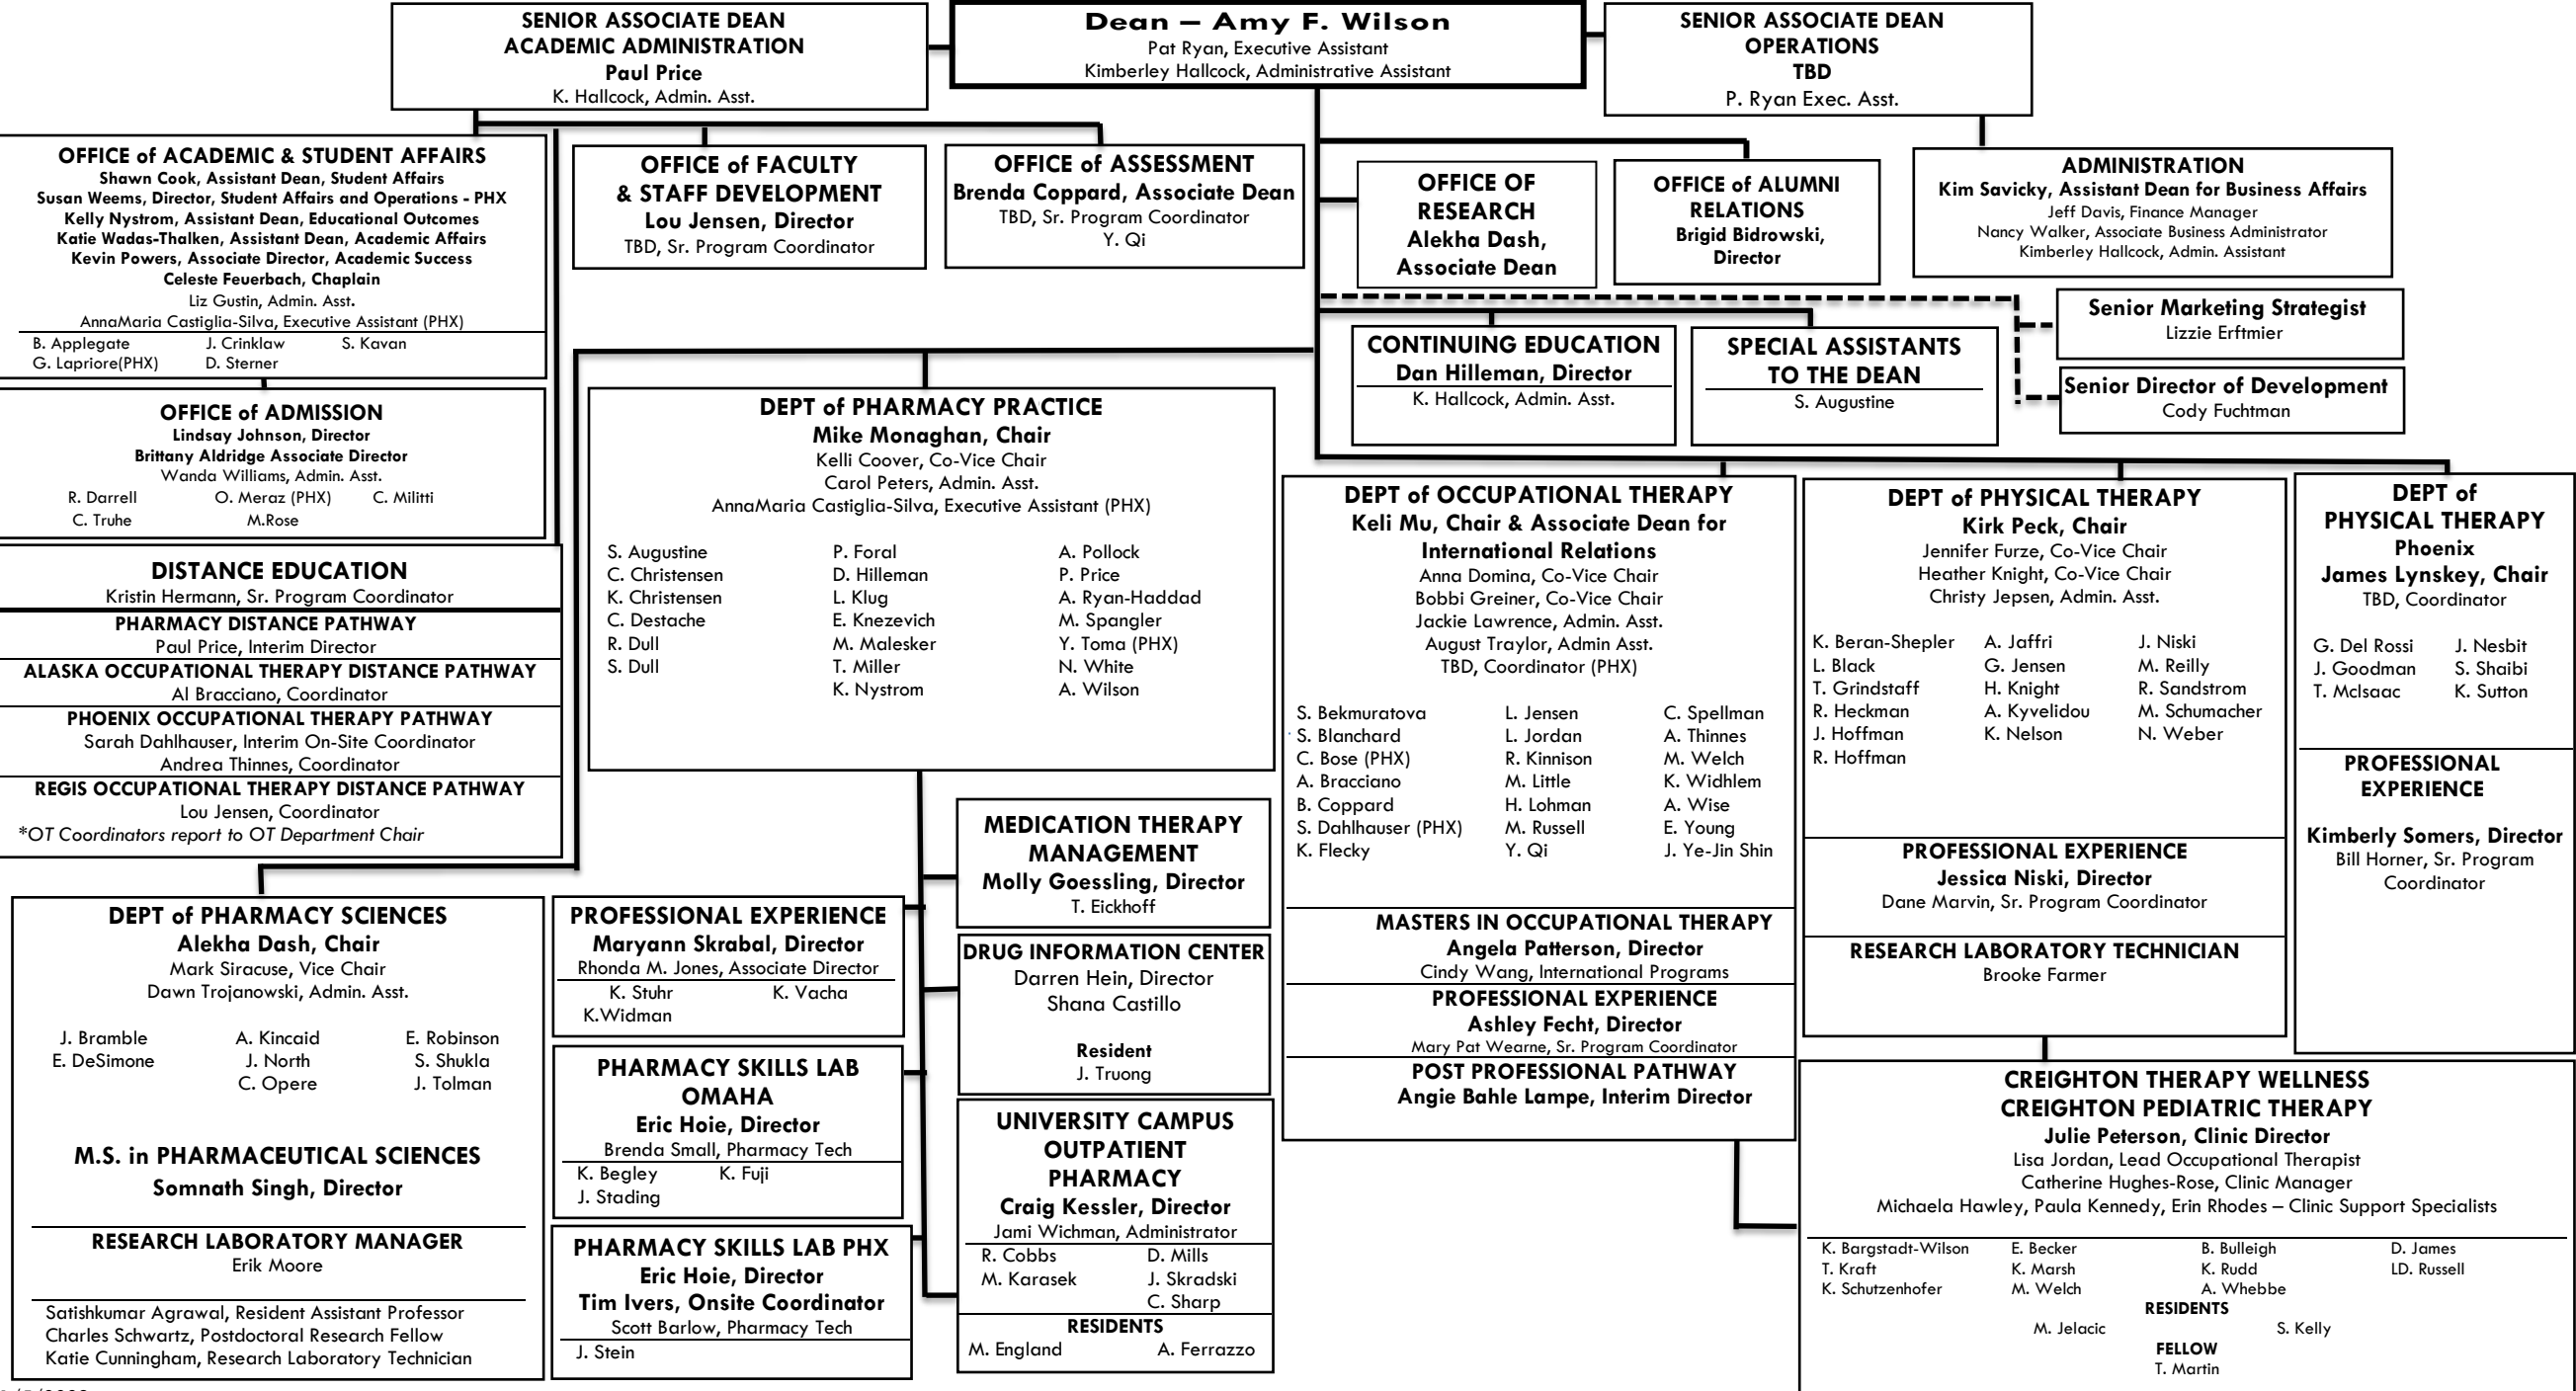 SENIOR ASSOCIATE DEAN
ACADEMIC ADMINISTRATION
Paul Price
K. Hallcock, Admin. Asst.
Dean – Amy F. Wilson
Pat Ryan, Executive Assistant
Kimberley Hallcock, Administrative Assistant
SENIOR ASSOCIATE DEAN
OPERATIONS
TBD
P. Ryan Exec. Asst.
OFFICE of ACADEMIC & STUDENT AFFAIRS
Shawn Cook, Assistant Dean, Student Affairs
Susan Weems, Director, Student Affairs and Operations - PHX
Kelly Nystrom, Assistant Dean, Educational Outcomes
Katie Wadas-Thalken, Assistant Dean, Academic Affairs
Kevin Powers, Associate Director, Academic Success
Celeste Feuerbach, Chaplain
Liz Gustin, Admin. Asst.
AnnaMaria Castiglia-Silva, Executive Assistant (PHX)
B. Applegate J. Crinklaw S. Kavan
G. Lapriore(PHX) D. Sterner
OFFICE of FACULTY
& STAFF DEVELOPMENT
Lou Jensen, Director
TBD, Sr. Program Coordinator
OFFICE of ASSESSMENT
Brenda Coppard, Associate Dean
TBD, Sr. Program Coordinator
Y. Qi
OFFICE OF
RESEARCH
Alekha Dash,
Associate Dean
OFFICE of ALUMNI
RELATIONS
Brigid Bidrowski,
Director
ADMINISTRATION
Kim Savicky, Assistant Dean for Business Affairs
Jeff Davis, Finance Manager
Nancy Walker, Associate Business Administrator
Kimberley Hallcock, Admin. Assistant
Senior Marketing Strategist
Lizzie Erftmier
Senior Director of Development
Cody Fuchtman
CONTINUING EDUCATION
Dan Hilleman, Director
K. Hallcock, Admin. Asst.
SPECIAL ASSISTANTS
TO THE DEAN
S. Augustine
OFFICE of ADMISSION
Lindsay Johnson, Director
Brittany Aldridge Associate Director
Wanda Williams, Admin. Asst.
R. Darrell O. Meraz (PHX) C. Militti
C. Truhe M.Rose
DISTANCE EDUCATION
Kristin Hermann, Sr. Program Coordinator
PHARMACY DISTANCE PATHWAY
Paul Price, Interim Director
ALASKA OCCUPATIONAL THERAPY DISTANCE PATHWAY
Al Bracciano, Coordinator
PHOENIX OCCUPATIONAL THERAPY PATHWAY
Sarah Dahlhauser, Interim On-Site Coordinator
Andrea Thinnes, Coordinator
REGIS OCCUPATIONAL THERAPY DISTANCE PATHWAY
Lou Jensen, Coordinator
*OT Coordinators report to OT Department Chair
DEPT of PHARMACY PRACTICE
Mike Monaghan, Chair
Kelli Coover, Co-Vice Chair
Carol Peters, Admin. Asst.
AnnaMaria Castiglia-Silva, Executive Assistant (PHX)
S. Augustine P. Foral A. Pollock
C. Christensen D. Hilleman P. Price
K. Christensen L. Klug A. Ryan-Haddad
C. Destache E. Knezevich M. Spangler
R. Dull M. Malesker Y. Toma (PHX)
S. Dull T. Miller N. White
K. Nystrom A. Wilson
DEPT of OCCUPATIONAL THERAPY
Keli Mu, Chair & Associate Dean for
International Relations
Anna Domina, Co-Vice Chair
Bobbi Greiner, Co-Vice Chair
Jackie Lawrence, Admin. Asst.
August Traylor, Admin Asst.
TBD, Coordinator (PHX)
S. Bekmuratova L. Jensen C. Spellman
S. Blanchard L. Jordan A. Thinnes
C. Bose (PHX) R. Kinnison M. Welch
A. Bracciano M. Little K. Widhlem
B. Coppard H. Lohman A. Wise
S. Dahlhauser (PHX) M. Russell E. Young
K. Flecky Y. Qi J. Ye-Jin Shin
MASTERS IN OCCUPATIONAL THERAPY
Angela Patterson, Director
Cindy Wang, International Programs
PROFESSIONAL EXPERIENCE
Ashley Fecht, Director
Mary Pat Wearne, Sr. Program Coordinator
POST PROFESSIONAL PATHWAY
Angie Bahle Lampe, Interim Director
DEPT of PHYSICAL THERAPY
Kirk Peck, Chair
Jennifer Furze, Co-Vice Chair
Heather Knight, Co-Vice Chair
Christy Jepsen, Admin. Asst.
K. Beran-Shepler A. Jaffri J. Niski
L. Black G. Jensen M. Reilly
T. Grindstaff H. Knight R. Sandstrom
R. Heckman A. Kyvelidou M. Schumacher
J. Hoffman K. Nelson N. Weber
R. Hoffman
PROFESSIONAL EXPERIENCE
Jessica Niski, Director
Dane Marvin, Sr. Program Coordinator
RESEARCH LABORATORY TECHNICIAN
Brooke Farmer
DEPT of
PHYSICAL THERAPY
Phoenix
James Lynskey, Chair
TBD, Coordinator
G. Del Rossi J. Nesbit
J. Goodman S. Shaibi
T. McIsaac K. Sutton
PROFESSIONAL
EXPERIENCE
Kimberly Somers, Director
Bill Horner, Sr. Program
Coordinator
DEPT of PHARMACY SCIENCES
Alekha Dash, Chair
Mark Siracuse, Vice Chair
Dawn Trojanowski, Admin. Asst.
J. Bramble A. Kincaid E. Robinson
E. DeSimone J. North S. Shukla
C. Opere J. Tolman
M.S. in PHARMACEUTICAL SCIENCES
Somnath Singh, Director
RESEARCH LABORATORY MANAGER
Erik Moore
Satishkumar Agrawal, Resident Assistant Professor
Charles Schwartz, Postdoctoral Research Fellow
Katie Cunningham, Research Laboratory Technician
PROFESSIONAL EXPERIENCE
Maryann Skrabal, Director
Rhonda M. Jones, Associate Director
K. Stuhr K. Vacha
K.Widman
PHARMACY SKILLS LAB
OMAHA
Eric Hoie, Director
Brenda Small, Pharmacy Tech
K. Begley K. Fuji
J. Stading
PHARMACY SKILLS LAB PHX
Eric Hoie, Director
Tim Ivers, Onsite Coordinator
Scott Barlow, Pharmacy Tech
J. Stein
MEDICATION THERAPY
MANAGEMENT
Molly Goessling, Director
T. Eickhoff
DRUG INFORMATION CENTER
Darren Hein, Director
Shana Castillo
Resident
J. Truong
UNIVERSITY CAMPUS
OUTPATIENT
PHARMACY
Craig Kessler, Director
Jami Wichman, Administrator
R. Cobbs D. Mills
M. Karasek J. Skradski
C. Sharp
RESIDENTS
M. England A. Ferrazzo
CREIGHTON THERAPY WELLNESS
CREIGHTON PEDIATRIC THERAPY
Julie Peterson, Clinic Director
Lisa Jordan, Lead Occupational Therapist
Catherine Hughes-Rose, Clinic Manager
Michaela Hawley, Paula Kennedy, Erin Rhodes – Clinic Support Specialists
K. Bargstadt-Wilson E. Becker B. Bulleigh D. James
T. Kraft K. Marsh K. Rudd LD. Russell
K. Schutzenhofer M. Welch A. Whebbe
RESIDENTS
M. Jelacic S. Kelly
FELLOW
T. Martin